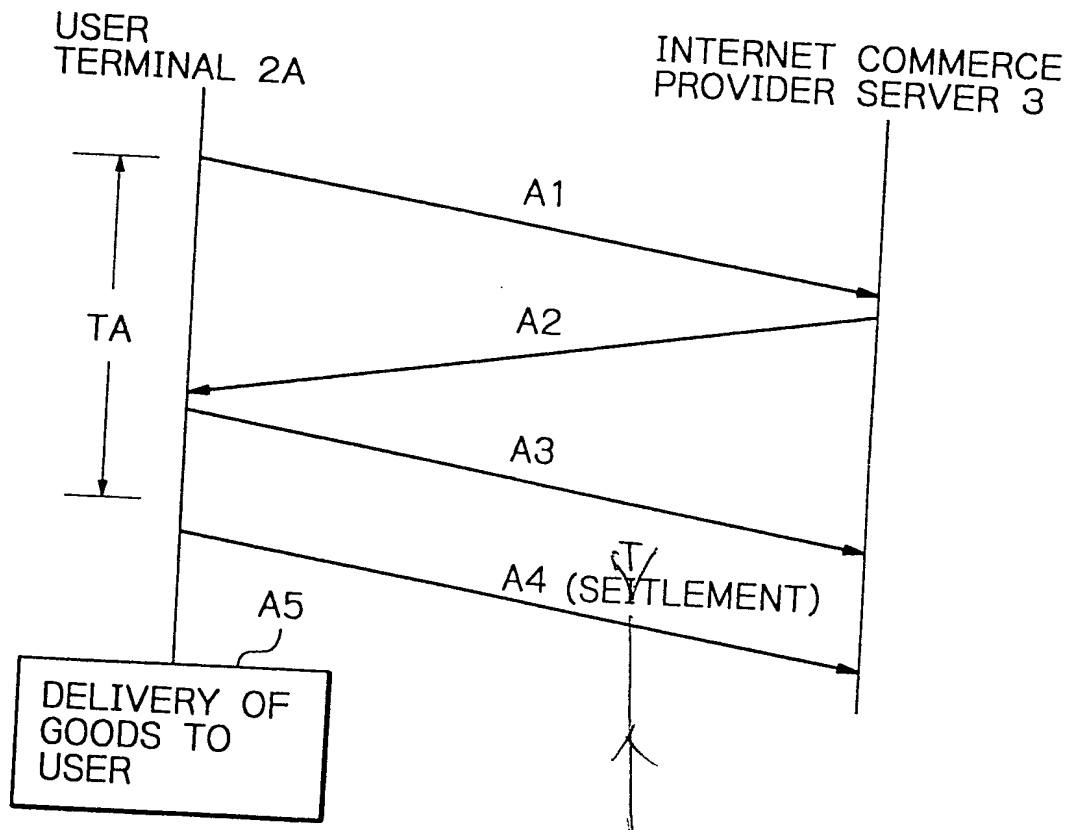 USER
TERMINAL 2A
INTERNET COMMERCE
PROVIDER SERVER 3
A1
A2
TA
A3
T
A4 (SEITLEMENT)
A5
DELIVERY OF
GOODS TO
USER